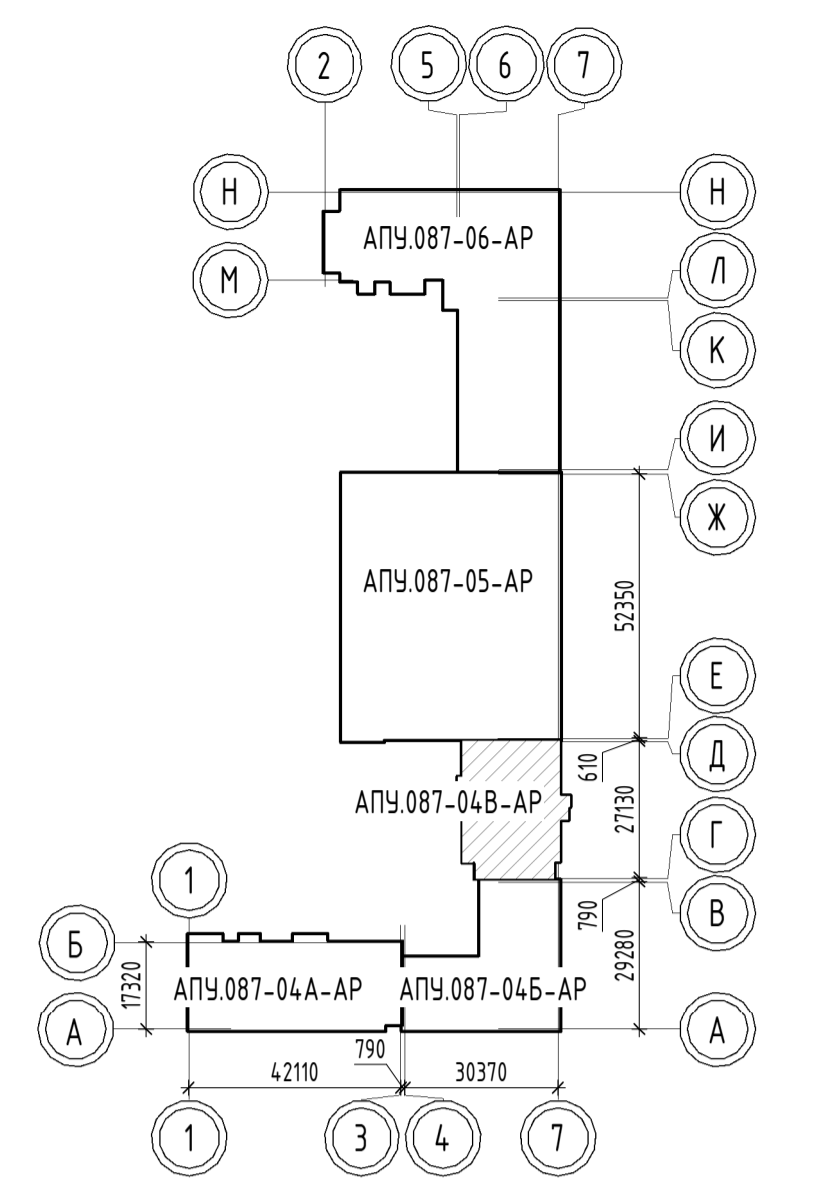 2 5 6 7
Н Н
АПУ.087-06-АР
Л
М
К
И
Ж
АПУ.087-05-АР
52350
Е
Д
610
АПУ.087-04В-АР
27130
Г
1
В
790
Б
29280
17320
АПУ.087-04А-АР АПУ.087-04Б-АР
А А
790
42110 30370
1 3 4 7